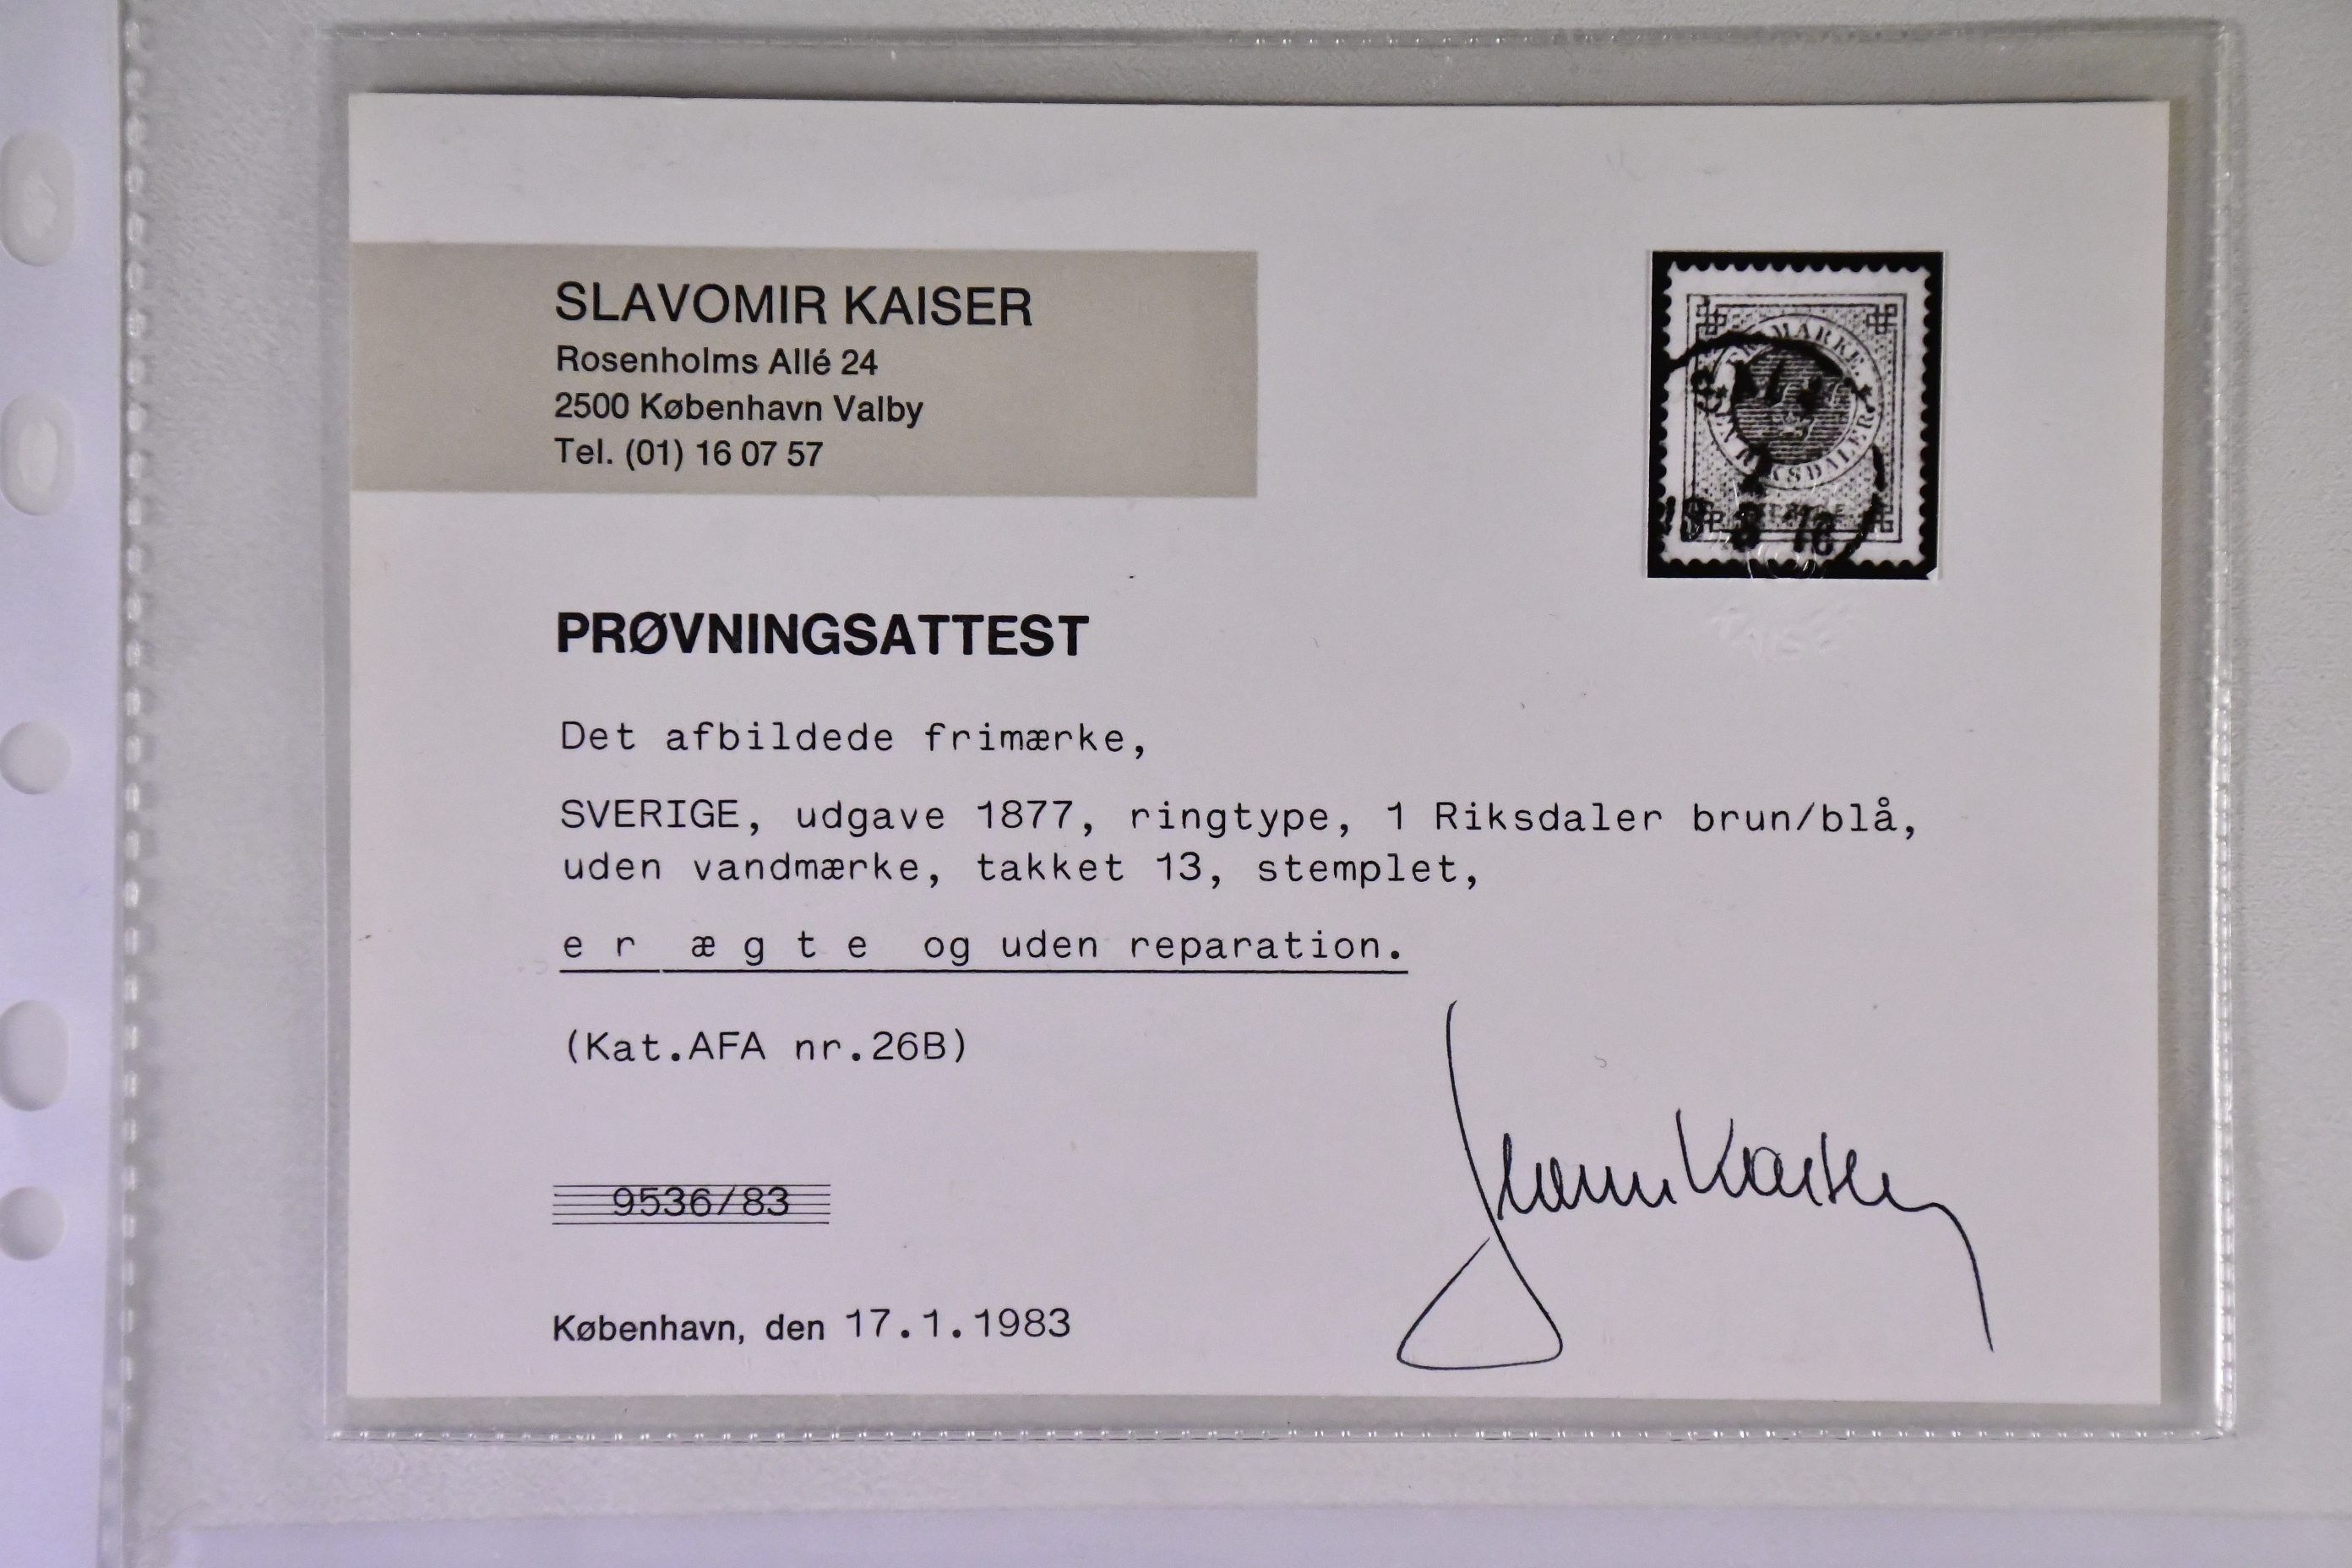 SLAVOMIR KAISER
Rosenholms Allé 24
2500 København Valby
Tel. (01) 16 07 57
MÄRKE.
RIKSDALER
PRØVNINGSATTEST
Det afbildede frimærke,
SVERIGE, udgave 1877, ringtype, 1 Riksdaler brun/blå,
uden vandmærke, takket 13, stemplet,
e r æ g t e og uden reparation.
(Kat.AFA nr.26B)
9536/83
København, den 17.1.1983